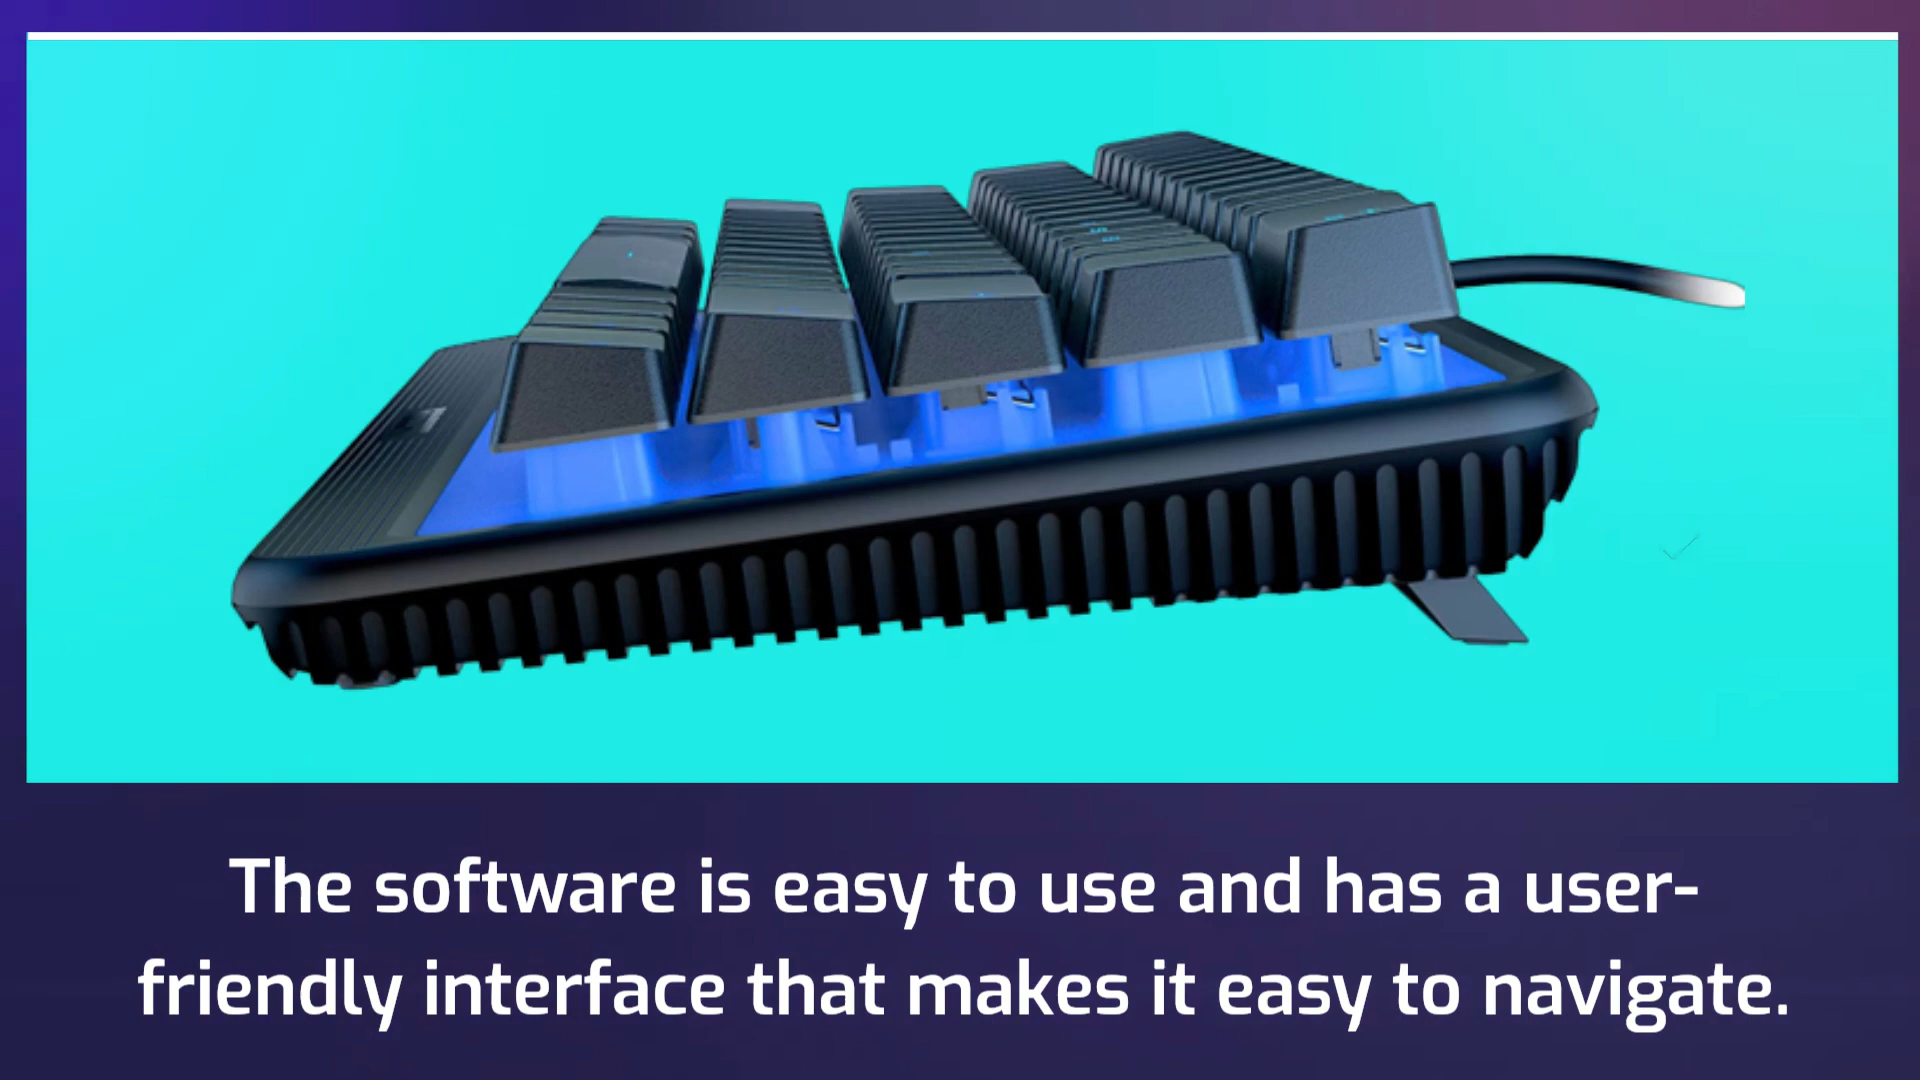 The software is easy to use and has a user-
friendly interface that makes it easy to navigate.